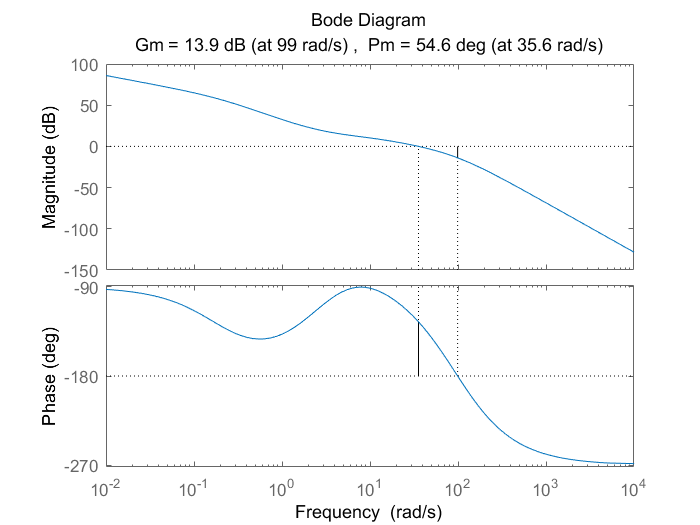 Bode Diagram
Gm = 13.9 dB (at 99 rad/s) ,  Pm = 54.6 deg (at 35.6 rad/s)
100
50
0
-50
-100
-150
Magnitude (dB)
-90
-180
-270
Phase (deg)
10^-2 10^-1 10^0 10^1 10^2 10^3 10^4
Frequency  (rad/s)